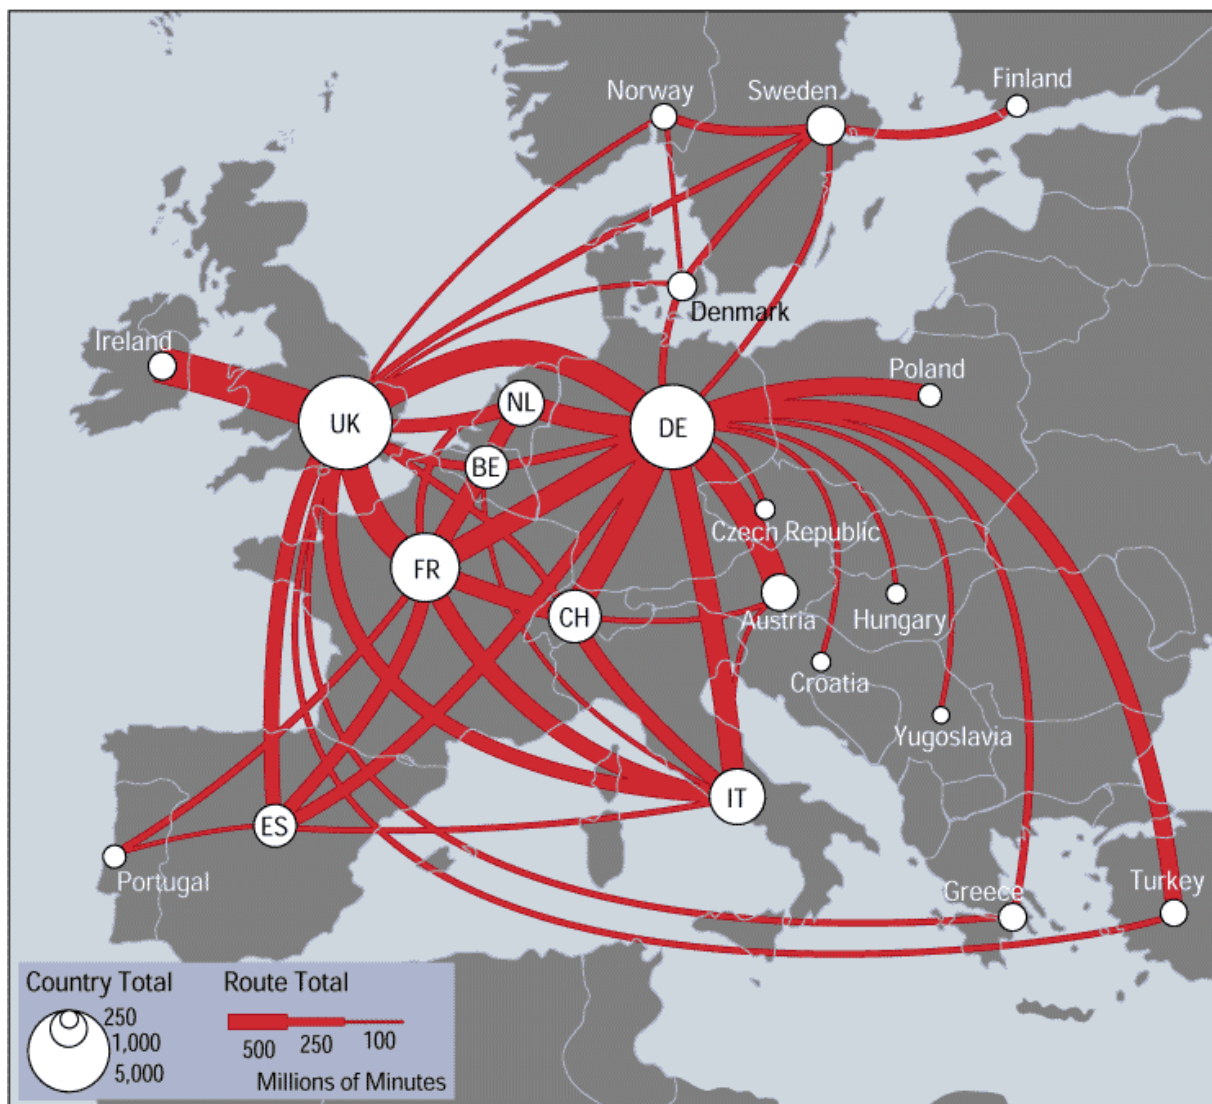 Norway
Sweden
Finland
Ireland
Denmark
Poland
UK
NL
DE
BE
Czech Republic
FR
CH
Austria
Hungary
Croatia
Yugoslavia
IT
ES
Portugal
Greece
Turkey
Country Total
250
1,000
5,000
Route Total
500 250 100
Millions of Minutes